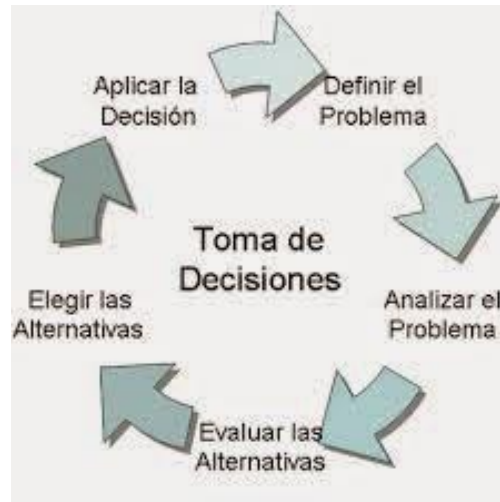 Toma de
Decisiones
Definir el
Problema
Analizar el
Problema
Evaluar las
Alternativas
Elegir las
Alternativas
Aplicar la
Decisión